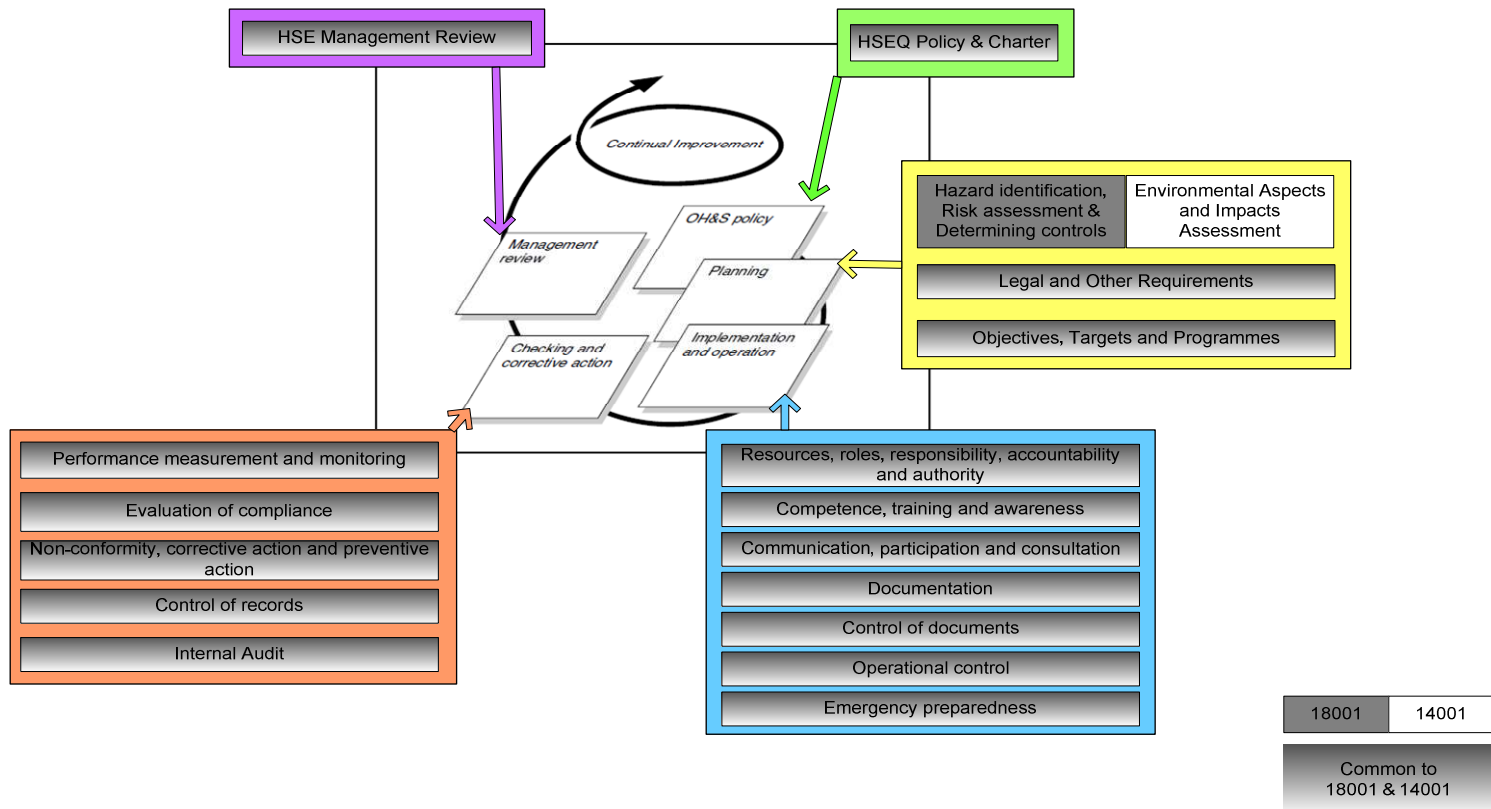 HSE Management Review
HSEQ Policy & Charter
Continual Improvement
OH&S policy
Management
review
Planning
Implementation
and operation
Checking and
corrective action
Hazard identification,
Risk assessment &
Determining controls
Environmental Aspects
and Impacts
Assessment
Legal and Other Requirements
Objectives, Targets and Programmes
Performance measurement and monitoring
Evaluation of compliance
Non-conformity, corrective action and preventive
action
Control of records
Internal Audit
Resources, roles, responsibility, accountability
and authority
Competence, training and awareness
Communication, participation and consultation
Documentation
Control of documents
Operational control
Emergency preparedness
18001
14001
Common to
18001 & 14001